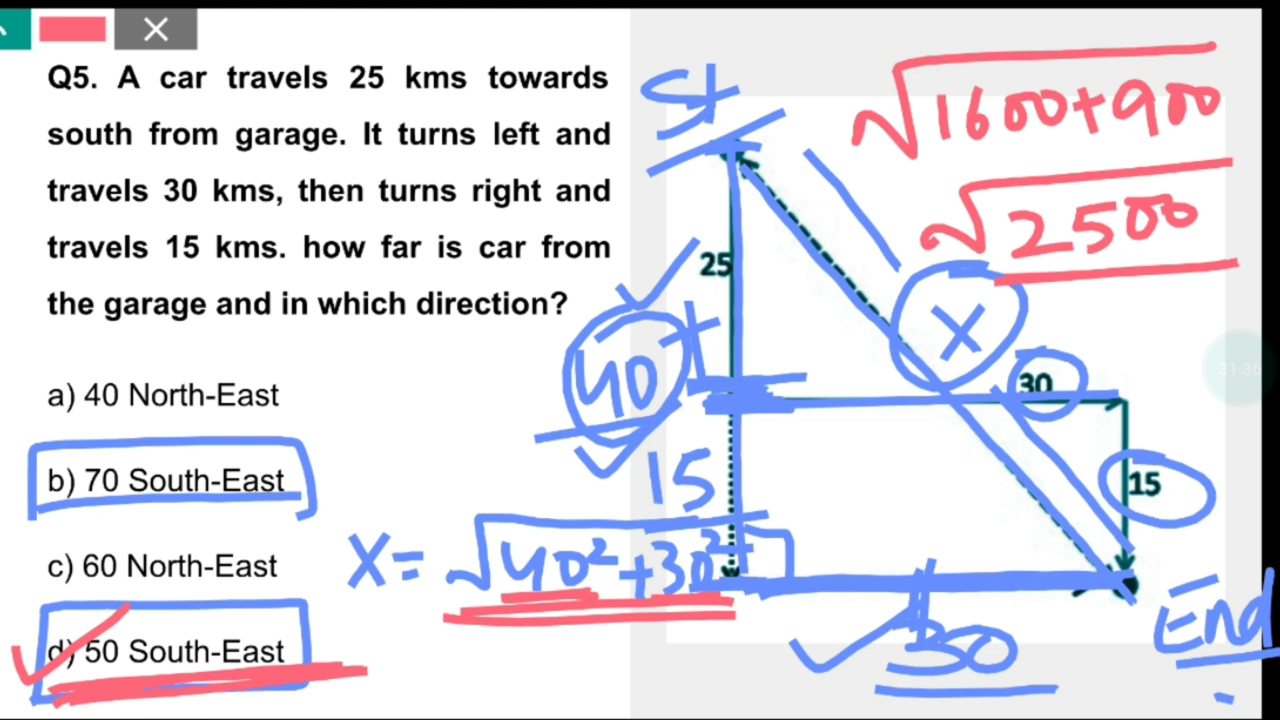 Q5. A car travels 25 kms towards
south from garage. It turns left and
travels 30 kms, then turns right and
travels 15 kms. how far is car from
the garage and in which direction?
a) 40 North-East
b) 70 South-East
c) 60 North-East
d) 50 South-East
St
√1600+900
√2500
25
40
X
30
15
15
X= √40²+30²
30
End
31:36